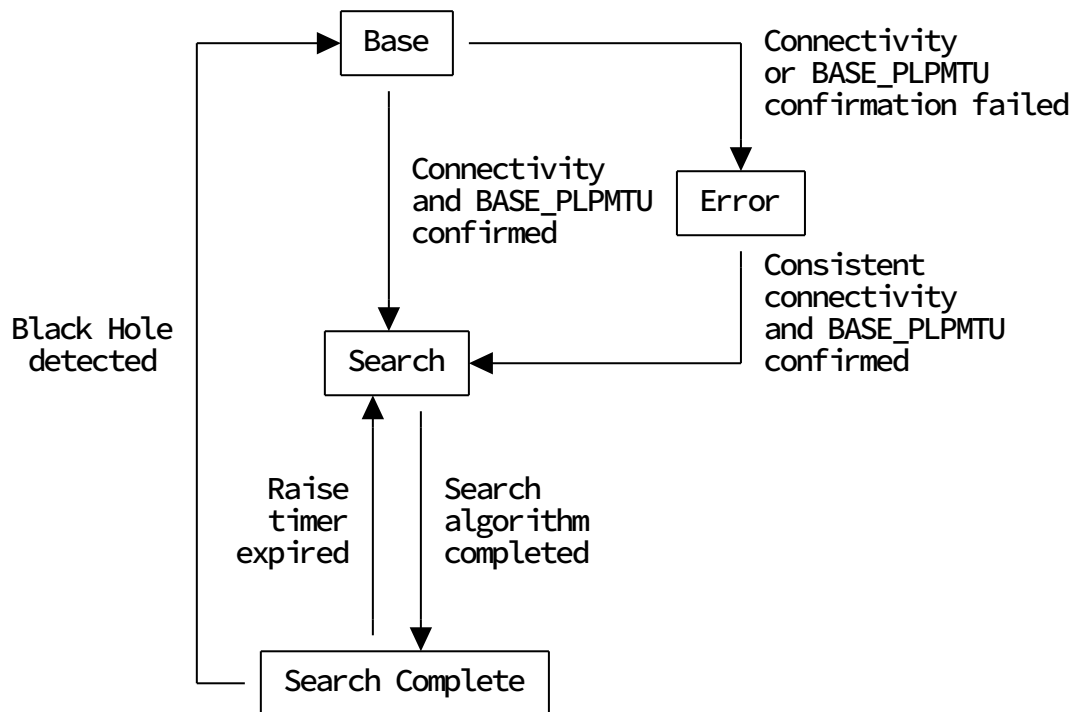 Base
Connectivity
or BASE_PLPMTU
confirmation failed
Connectivity
and BASE_PLPMTU
confirmed
Error
Consistent
connectivity
and BASE_PLPMTU
confirmed
Black Hole
detected
Search
Raise
timer
expired
Search
algorithm
completed
Search Complete